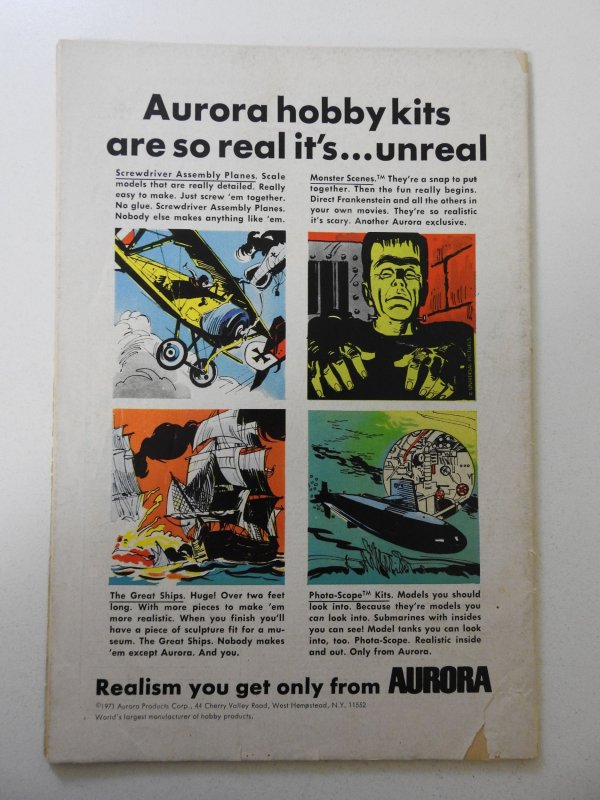 Aurora hobby kits
are so real it's...unreal
Screwdriver Assembly Planes. Scale
models that are really detailed. Really
easy to make. Just screw 'em together.
No glue. Screwdriver Assembly Planes.
Nobody else makes anything like 'em.
Monster Scenes.™ They're a snap to put
together. Then the fun really begins.
Direct Frankenstein and all the others in
your own movies. They're so realistic
it's scary. Another Aurora exclusive.
© UNIVERSAL PICTURES
The Great Ships. Huge! Over two feet
long. With more pieces to make 'em
more realistic. When you finish you'll
have a piece of sculpture fit for a mu-
seum. The Great Ships. Nobody makes
'em except Aurora. And you.
Phota-Scope™ Kits. Models you should
look into. Because they're models you
can look into. Submarines with insides
you can see! Model tanks you can look
into, too. Phota-Scope. Realistic inside
and out. Only from Aurora.
Realism you get only from AURORA
©1971 Aurora Products Corp., 44 Cherry Valley Road, West Hempstead, N.Y. 11552
World's largest manufacturer of hobby products.